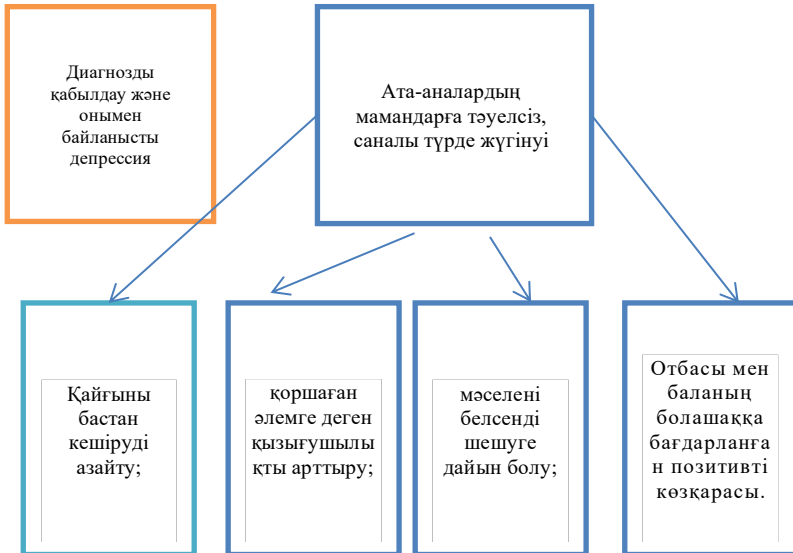 Диагнозды
қабылдау және
онымен
байланысты
депрессия
Ата-аналардың
мамандарға тәуелсіз,
саналы түрде жүгінуі
Қайғыны
бастан
кешіруді
азайту;
қоршаған
әлемге деген
қызығушылы
қты арттыру;
мәселені
белсенді
шешуге
дайын болу;
Отбасы мен
баланың
болашаққа
бағдарланға
н позитивті
көзқарасы.